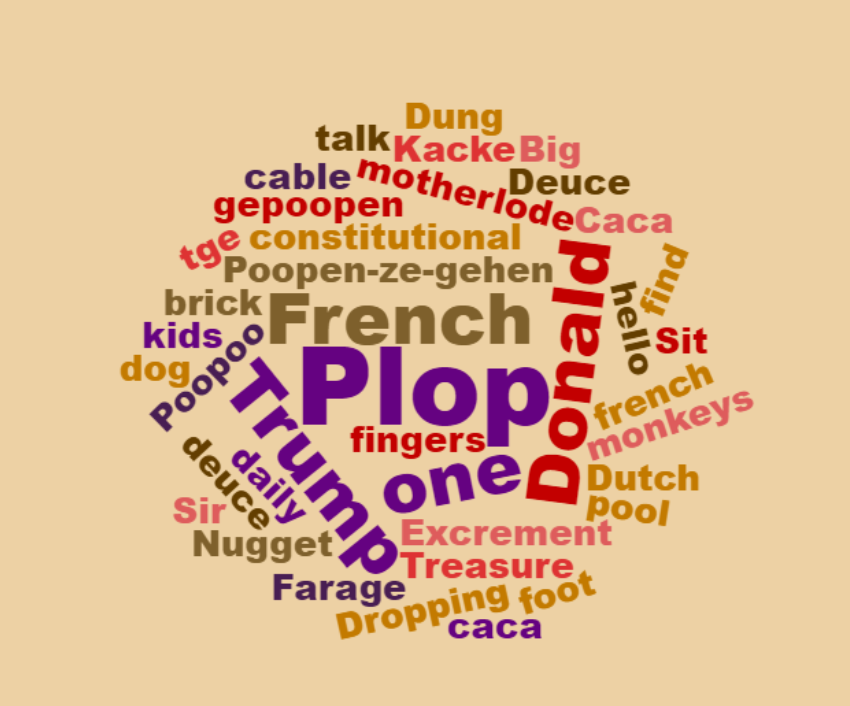 Dung
talk
Kacke
Big
cable
motherlode
Deuce
gepoopen
Caca
tge
constitutional
Donald
find
Poopen-ze-gehen
brick
French
hello
kids
Poopoo
Sit
dog
Trump
Plop
french
monkeys
fingers
deuce
daily
one
Dutch
pool
Sir
Excrement
Nugget
Treasure
Farage
Dropping
foot
caca